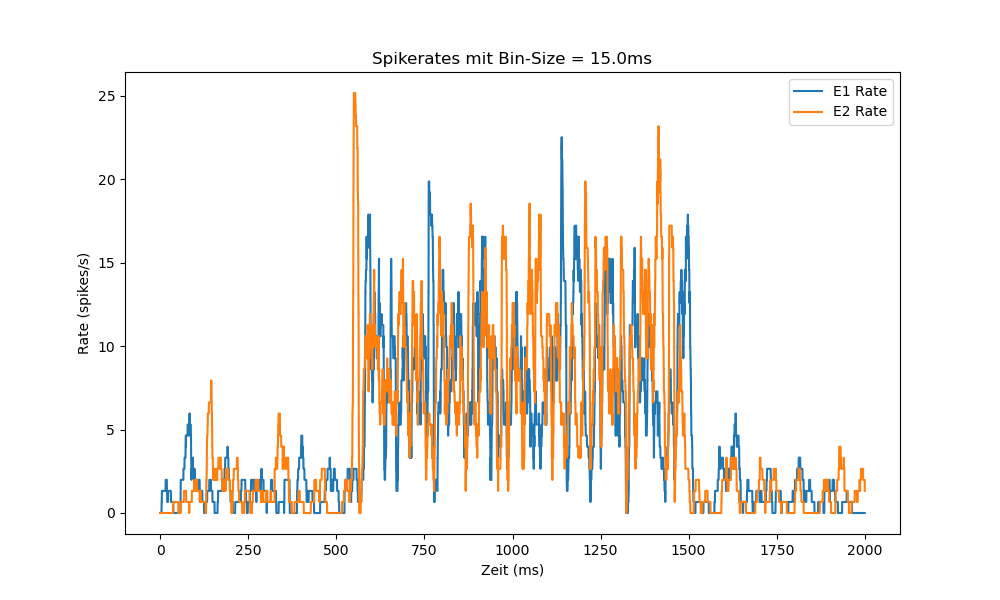 Spikerates mit Bin-Size = 15.0ms
E1 Rate
E2 Rate
Rate (spikes/s)
25
20
15
10
5
0
0 250 500 750 1000 1250 1500 1750 2000
Zeit (ms)